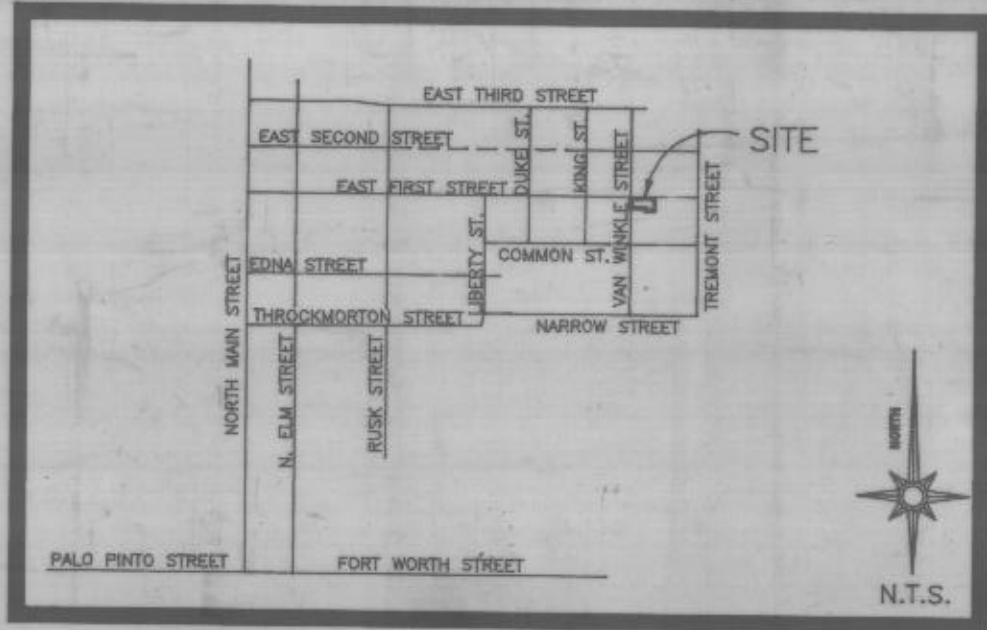 EAST THIRD STREET
EAST SECOND STREET
SITE
DUKE ST.
KING ST.
VAN WINKLE STREET
TREMONT STREET
EAST FIRST STREET
LIBERTY ST.
COMMON ST.
EDNA STREET
THROCKMORTON STREET
NARROW STREET
NORTH MAIN STREET
N. ELM STREET
RUSK STREET
NORTH
PALO PINTO STREET
FORT WORTH STREET
N.T.S.